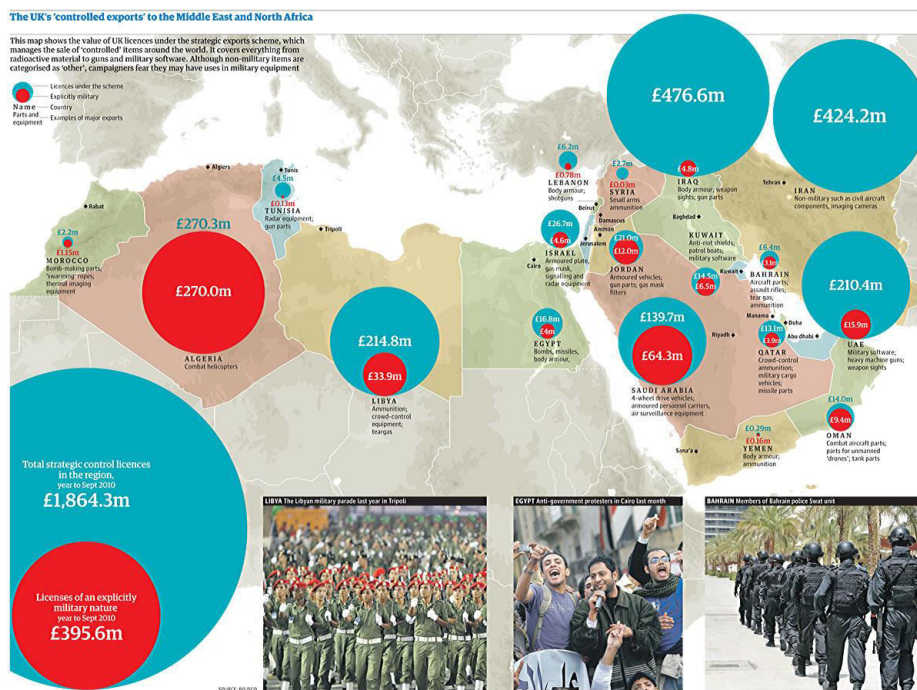 The UK's 'controlled exports' to the Middle East and North Africa
This map shows the value of UK licences under the strategic exports scheme, which
manages the sale of 'controlled' items around the world. It covers everything from
radioactive material to guns and military software. Although non-military items are
categorised as 'other', campaigners fear they may have uses in military equipment
Licences under the scheme
Explicitly military
Name
Country
Parts and
equipment
Examples of major exports
£476.6m
£4.8m
IRAQ
Body armour; weapon
sights; gun parts
Baghdad
£424.2m
Tehran
IRAN
Non-military such as civil aircraft
components, imaging cameras
£6.2m
£0.78m
LEBANON
Body armour;
shotguns
Beirut
£2.7m
£0.03m
SYRIA
Small arms
ammunition
Damascus
Amman
Jerusalem
Algiers
Tunis
£4.5m
£0.13m
TUNISIA
Radar equipment;
gun parts
Tripoli
Rabat
£2.2m
£1.15m
MOROCCO
Bomb-making parts;
'swarming' ropes;
thermal imaging
equipment
£270.3m
£270.0m
ALGERIA
Combat helicopters
£214.8m
£33.9m
LIBYA
Ammunition;
crowd-control
equipment;
teargas
£26.7m
£4.6m
ISRAEL
Armoured plate,
gas mask,
signalling and
radar equipment
Cairo
£16.8m
£4m
EGYPT
Bombs, missiles,
body armour,
£21.0m
£12.0m
JORDAN
Armoured vehicles;
gun parts; gas mask
filters
KUWAIT
Anti-riot shields;
patrol boats;
military software
£14.5m
£6.5m
Kuwait
£6.4m
£3.1m
BAHRAIN
Aircraft parts;
assault rifles;
tear gas;
ammunition
Manama
£139.7m
£64.3m
SAUDI ARABIA
4-wheel drive vehicles;
armoured personnel carriers,
air surveillance equipment
Riyadh
Doha
Abu dhabi
£13.1m
£3.9m
QATAR
Crowd-control
ammunition;
military cargo
vehicles;
missile parts
£210.4m
£15.9m
UAE
Military software;
heavy machine guns;
weapon sights
£14.0m
£9.4m
OMAN
Combat aircraft parts;
parts for unmanned
'drones'; tank parts
£0.29m
£0.16m
YEMEN
Body armour;
ammunition
Sana'a
Total strategic control licences
in the region,
year to Sept 2010
£1,864.3m
Licenses of an explicitly
military nature
year to Sept 2010
£395.6m
LIBYA The Libyan military parade last year in Tripoli
EGYPT Anti-government protesters in Cairo last month
BAHRAIN Members of Bahrain police Swat unit